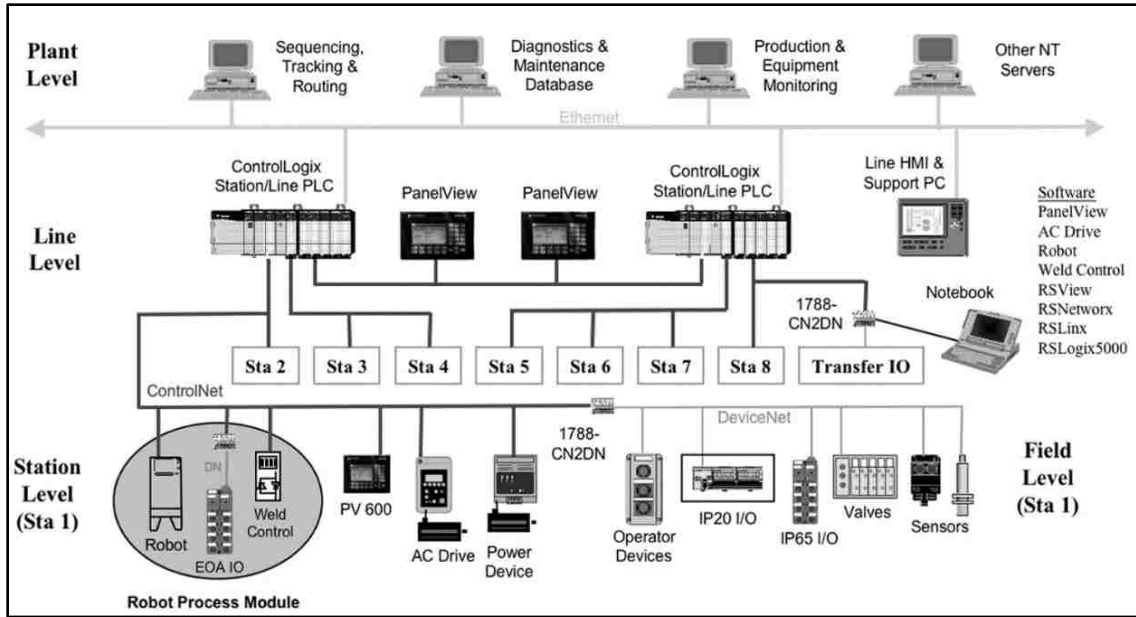 Plant
Level
Sequencing,
Tracking &
Routing
Diagnostics &
Maintenance
Database
Production &
Equipment
Monitoring
Other NT
Servers
Ethernet
Line
Level
ControlLogix
Station/Line PLC
PanelView
PanelView
ControlLogix
Station/Line PLC
Line HMI &
Support PC
Software
PanelView
AC Drive
Robot
Weld Control
RSView
RSNetworx
RSLinx
RSLogix5000
1788-
CN2DN
Notebook
Sta 2
Sta 3
Sta 4
Sta 5
Sta 6
Sta 7
Sta 8
Transfer IO
ControlNet
1788-
CN2DN
DeviceNet
Station
Level
(Sta 1)
DN
Robot
EOA IO
Weld
Control
Robot Process Module
PV 600
AC Drive
Power
Device
Operator
Devices
IP20 I/O
IP65 I/O
Valves
Sensors
Field
Level
(Sta 1)